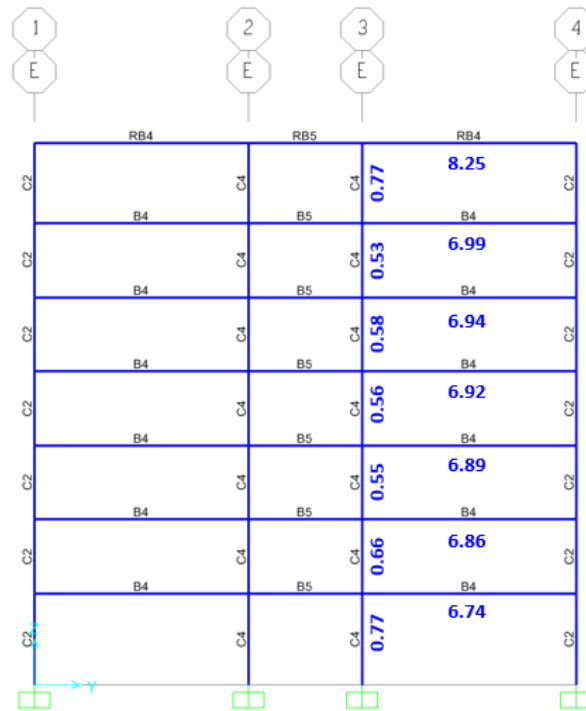 1 2 3 4
E E E E
RB4 RB5 RB4
C2 C4 C4 0.77 8.25 C2
B4 B5 B4
C2 C4 C4 0.53 6.99 C2
B4 B5 B4
C2 C4 C4 0.58 6.94 C2
B4 B5 B4
C2 C4 C4 0.56 6.92 C2
B4 B5 B4
C2 C4 C4 0.55 6.89 C2
B4 B5 B4
C2 C4 C4 0.66 6.86 C2
B4 B5 B4
C2 C4 C4 0.77 6.74 C2
Y